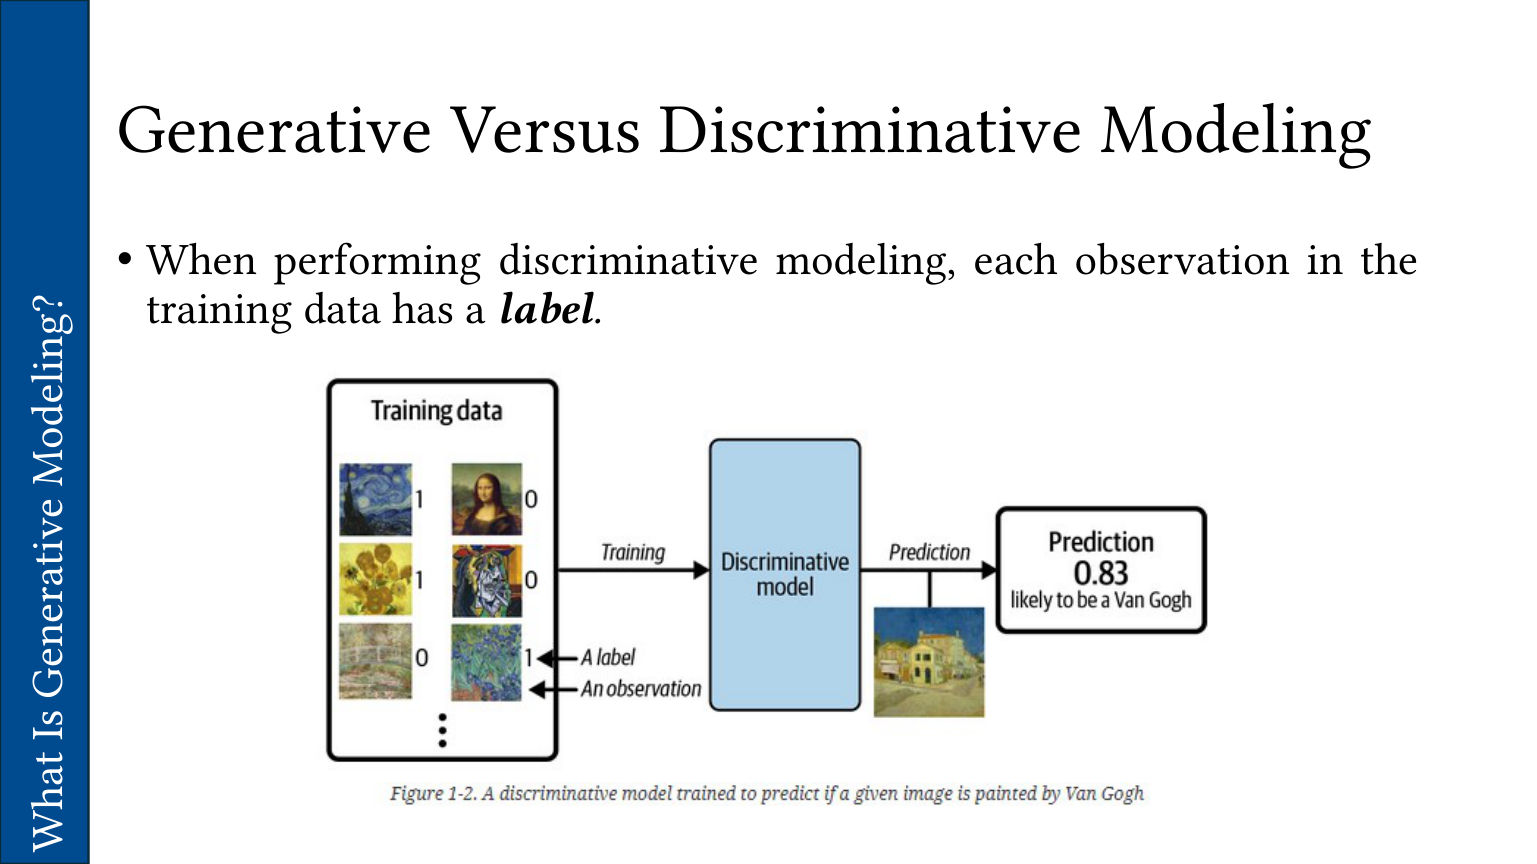 What Is Generative Modeling?
Generative Versus Discriminative Modeling
• When performing discriminative modeling, each observation in the
training data has a label.
Training data
1
0
1
0
0
1
A label
An observation
Training
Discriminative
model
Prediction
Prediction
0.83
likely to be a Van Gogh
Figure 1-2. A discriminative model trained to predict if a given image is painted by Van Gogh